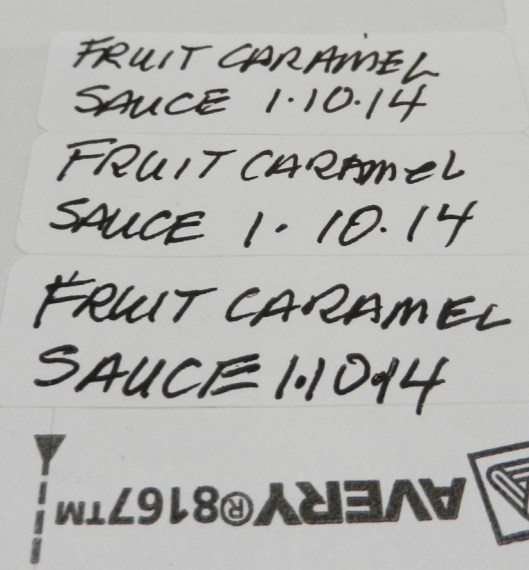 FRUIT CARAMEL
SAUCE 1.10.14
FRUIT CARAMEL
SAUCE 1. 10. 14
FRUIT CARAMEL
SAUCE 1.10.14
AVERY®8167™